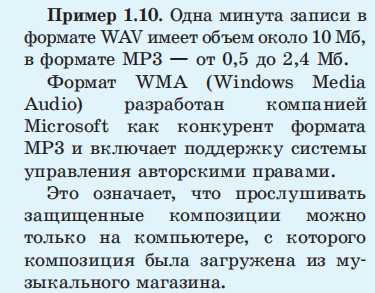 Пример 1.10. Одна минута записи в
формате WAV имеет объем около 10 Мб,
в формате MP3 — от 0,5 до 2,4 Мб.
Формат WMA (Windows Media
Audio) разработан компанией
Microsoft как конкурент формата
MP3 и включает поддержку системы
управления авторскими правами.
Это означает, что прослушивать
защищенные композиции можно
только на компьютере, с которого
композиция была загружена из му-
зыкального магазина.